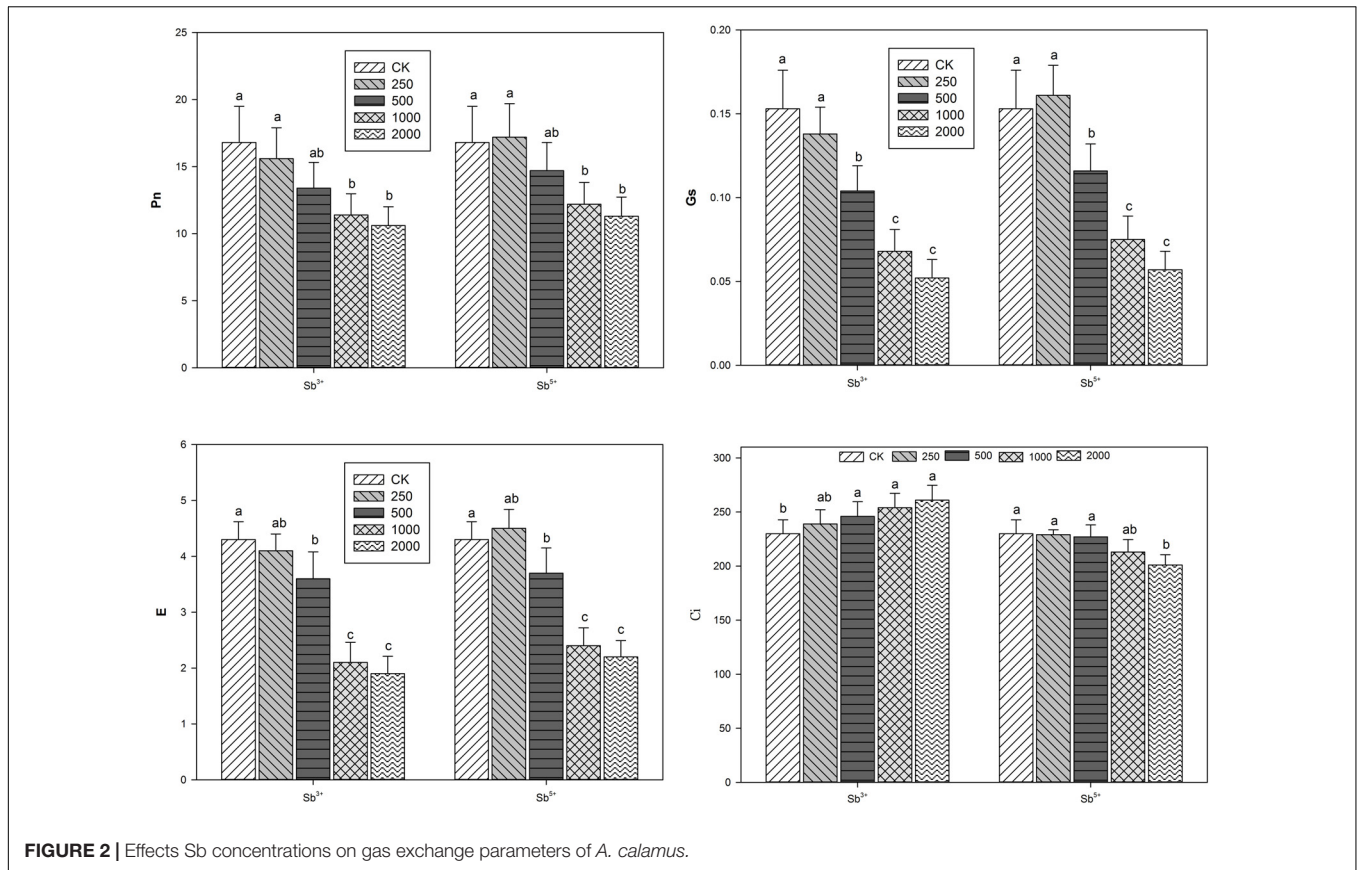 25
20
15
10
5
0
Pn
a
a
ab
b
b
a
a
ab
b
b
CK
250
500
1000
2000
Sb³⁺
Sb⁵⁺
0.20
0.15
0.10
0.05
0.00
Gs
a
a
b
c
c
a
a
b
c
c
CK
250
500
1000
2000
Sb³⁺
Sb⁵⁺
6
5
4
3
2
1
0
E
a
ab
b
c
c
a
ab
b
c
c
CK
250
500
1000
2000
Sb³⁺
Sb⁵⁺
300
250
200
150
100
50
0
Ci
CK 250 500 1000 2000
b
ab
a
a
a
a
a
a
ab
b
Sb³⁺
Sb⁵⁺
FIGURE 2 | Effects Sb concentrations on gas exchange parameters of A. calamus.